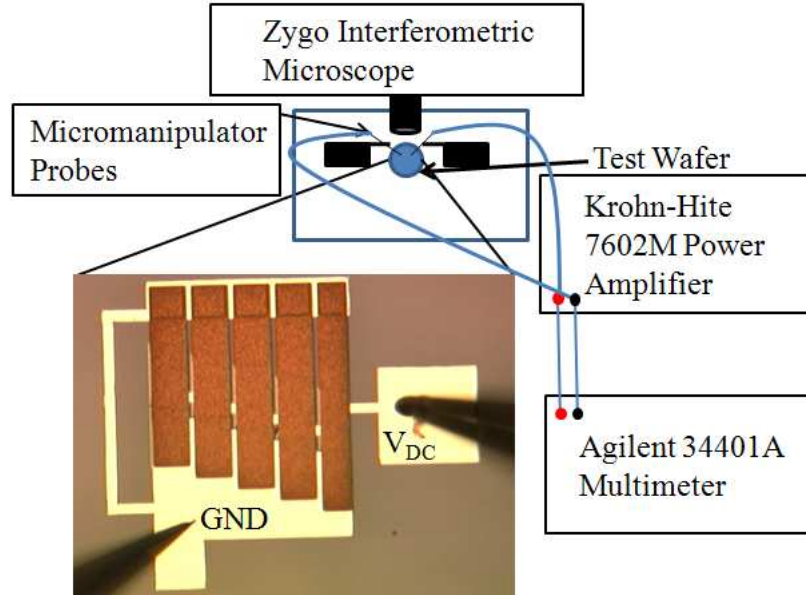 Zygo Interferometric
Microscope
Micromanipulator
Probes
Test Wafer
Krohn-Hite
7602M Power
Amplifier
V_DC
GND
Agilent 34401A
Multimeter